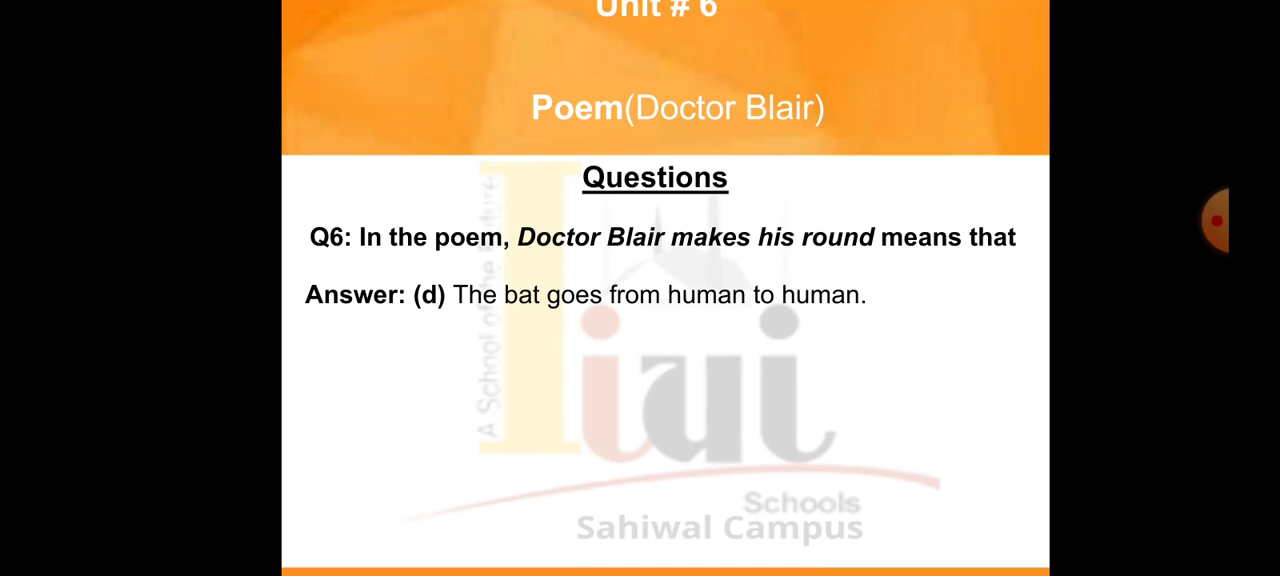 Unit # 6
Poem(Doctor Blair)
Questions
Q6: In the poem, Doctor Blair makes his round means that
Answer: (d) The bat goes from human to human.
A School of the Future
Iiui
Schools
Sahiwal Campus